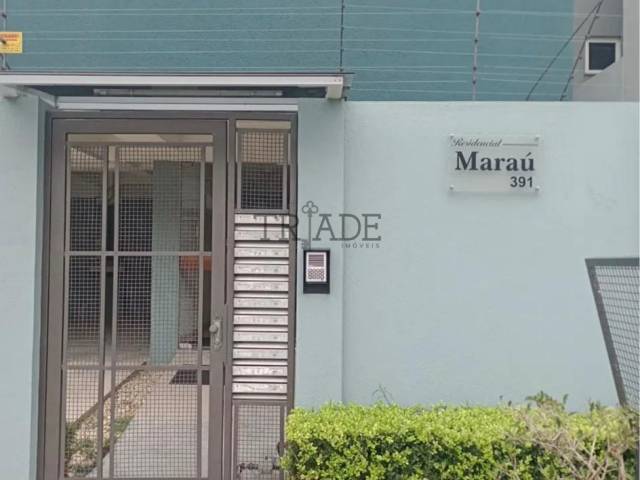 Residencial
Maraú
391
TRIADE
IMÓVEIS